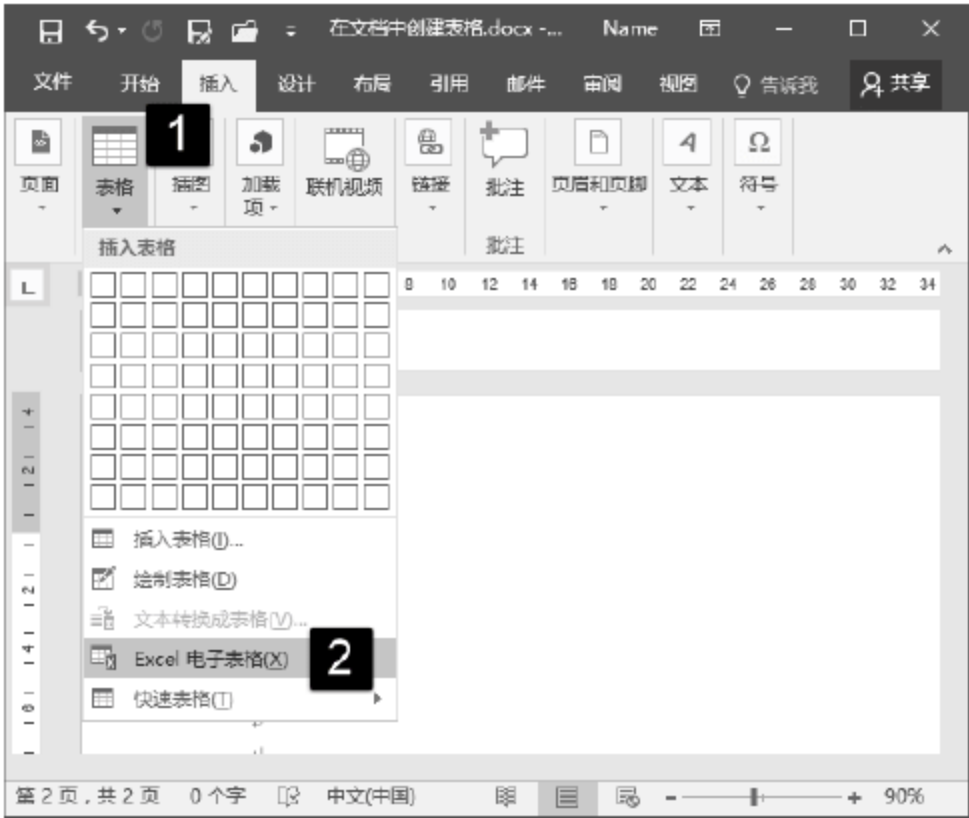 在文档中创建表格.docx -... Name
文件 开始 插入 设计 布局 引用 邮件 审阅 视图 告诉我 共享
1
页面 表格 插图 加载项 联机视频 链接 批注 页眉和页脚 文本 符号
批注
插入表格
L 8 10 12 14 16 18 20 22 24 26 28 30 32 34
4
2
插入表格(I)...
绘制表格(D)
2
文本转换成表格(V)...
4
Excel 电子表格(X) 2
快速表格(T)
6
第 2 页，共 2 页 0 个字 中文(中国) 90%